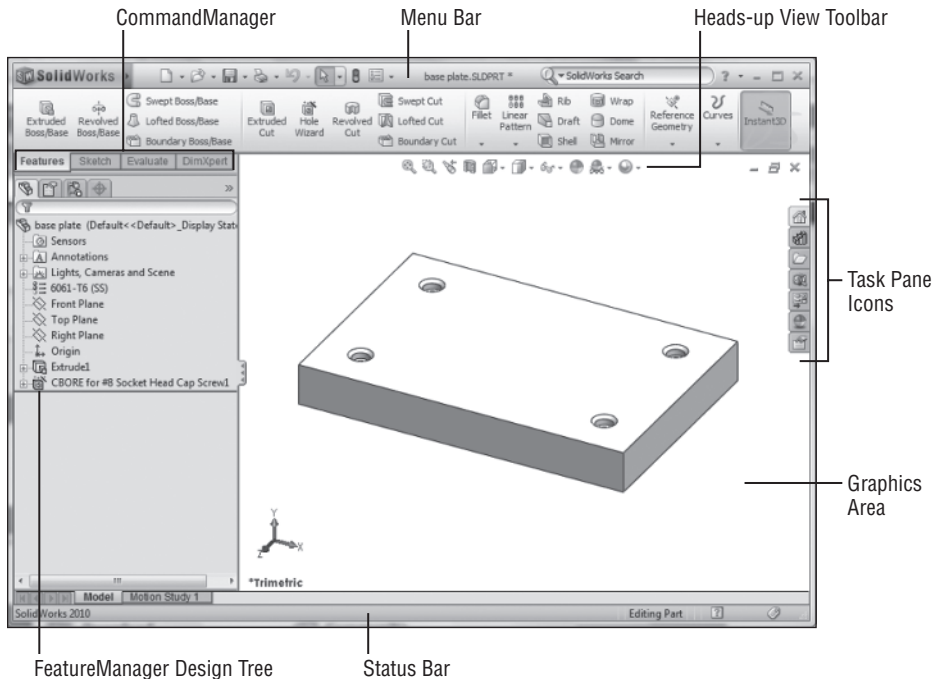 CommandManager
Menu Bar
Heads-up View Toolbar
SolidWorks
base plate.SLDPRT *
SolidWorks Search
?
Extruded Boss/Base
Revolved Boss/Base
Swept Boss/Base
Lofted Boss/Base
Boundary Boss/Base
Extruded Cut
Hole Wizard
Revolved Cut
Swept Cut
Lofted Cut
Boundary Cut
Fillet
Linear Pattern
Rib
Draft
Shell
Wrap
Dome
Mirror
Reference Geometry
Curves
Instant3D
Features Sketch Evaluate DimXpert
»
base plate (Default<<Default>_Display State
Sensors
Annotations
Lights, Cameras and Scene
6061-T6 (SS)
Front Plane
Top Plane
Right Plane
Origin
Extrude1
CBORE for #8 Socket Head Cap Screw1
Task Pane
Icons
Graphics
Area
Y
Z
X
*Trimetric
Model Motion Study 1
SolidWorks 2010
Editing Part
?
FeatureManager Design Tree
Status Bar